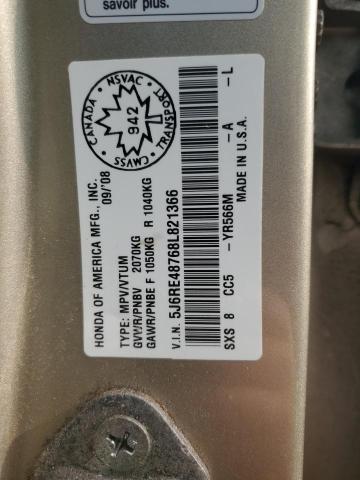 savoir plus.
HONDA OF AMERICA MFG., INC.
09/'08
TYPE: MPV/VTUM
GVWR/PNBV 2070KG
GAWR/PNBE F 1050KG R 1040KG
V.I.N. 5J6RE48768L821366
SXS 8 CC5 -YR566M -A -L
MADE IN U.S.A.
CANADA NSVAC TRANSPORT CMVSS
942